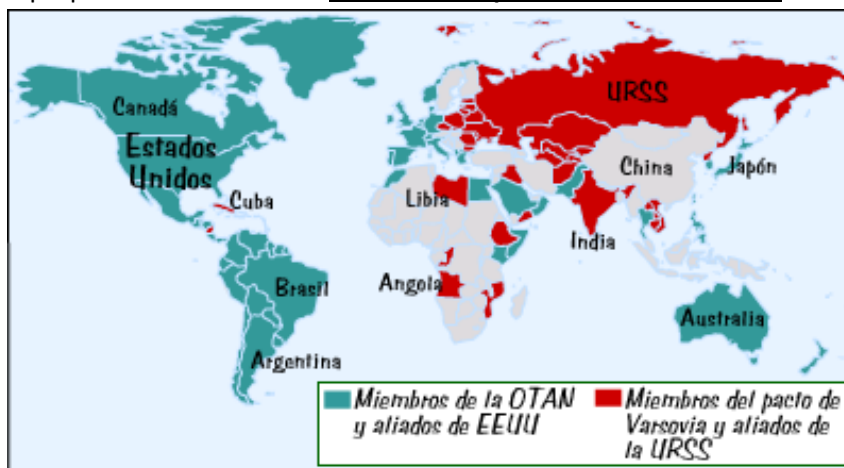 Canadá
Estados
Unidos
Cuba
Brasil
Argentina
URSS
China
Japón
Libia
India
Angola
Australia
Miembros de la OTAN
y aliados de EEUU
Miembros del pacto de
Varsovia y aliados de
la URSS